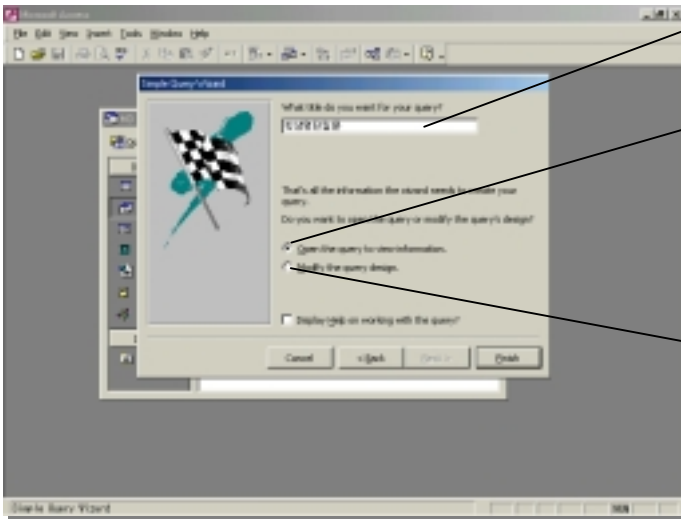 Microsoft Access
File Edit View Insert Tools Window Help
Simple Query Wizard
What title do you want for your query?
That's all the information the wizard needs to create your
query.
Do you want to open the query or modify the query's design?
Open the query to view information.
Modify the query design.
Display Help on working with the query?
Cancel < Back Next > Finish
Simple Query Wizard
NUM